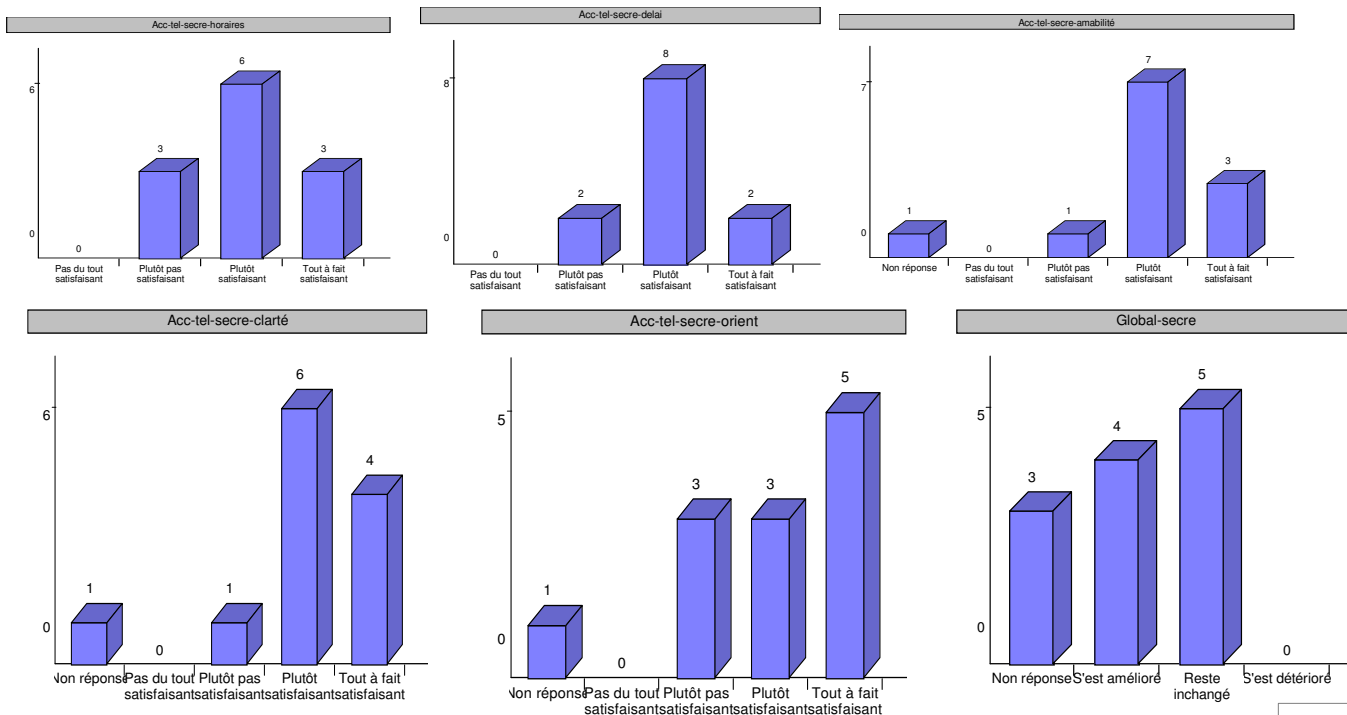 Acc-tel-secre-horaires
6
6
3
3
0
0
Pas du tout satisfaisant
Plutôt pas satisfaisant
Plutôt satisfaisant
Tout à fait satisfaisant
Acc-tel-secre-delai
8
8
2
2
0
0
Pas du tout satisfaisant
Plutôt pas satisfaisant
Plutôt satisfaisant
Tout à fait satisfaisant
Acc-tel-secre-amabilité
7
7
3
1
1
0
0
Non réponse
Pas du tout satisfaisant
Plutôt pas satisfaisant
Plutôt satisfaisant
Tout à fait satisfaisant
Acc-tel-secre-clarté
6
6
4
1
1
0
0
Non réponse
Pas du tout satisfaisant
Plutôt pas satisfaisant
Plutôt satisfaisant
Tout à fait satisfaisant
Acc-tel-secre-orient
5
5
3
3
1
0
0
Non réponse
Pas du tout satisfaisant
Plutôt pas satisfaisant
Plutôt satisfaisant
Tout à fait satisfaisant
Global-secre
5
5
4
3
0
0
Non réponse
S'est amélioré
Reste inchangé
S'est détérioré